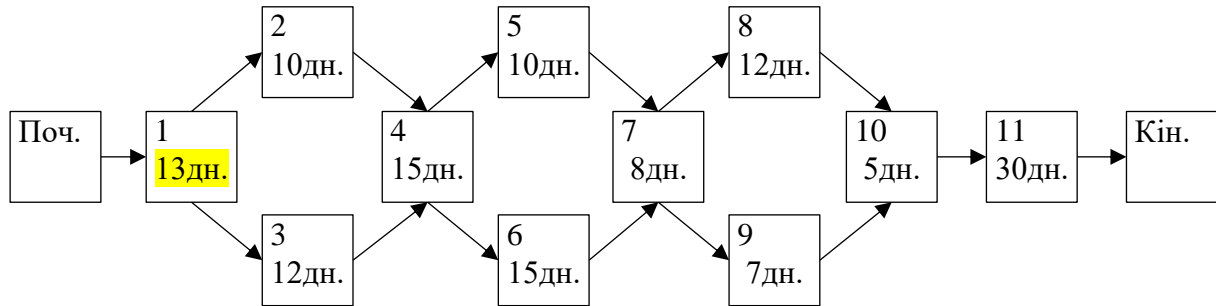 Поч.
1
13дн.
2
10дн.
3
12дн.
4
15дн.
5
10дн.
6
15дн.
7
8дн.
8
12дн.
9
7дн.
10
5дн.
11
30дн.
Кін.